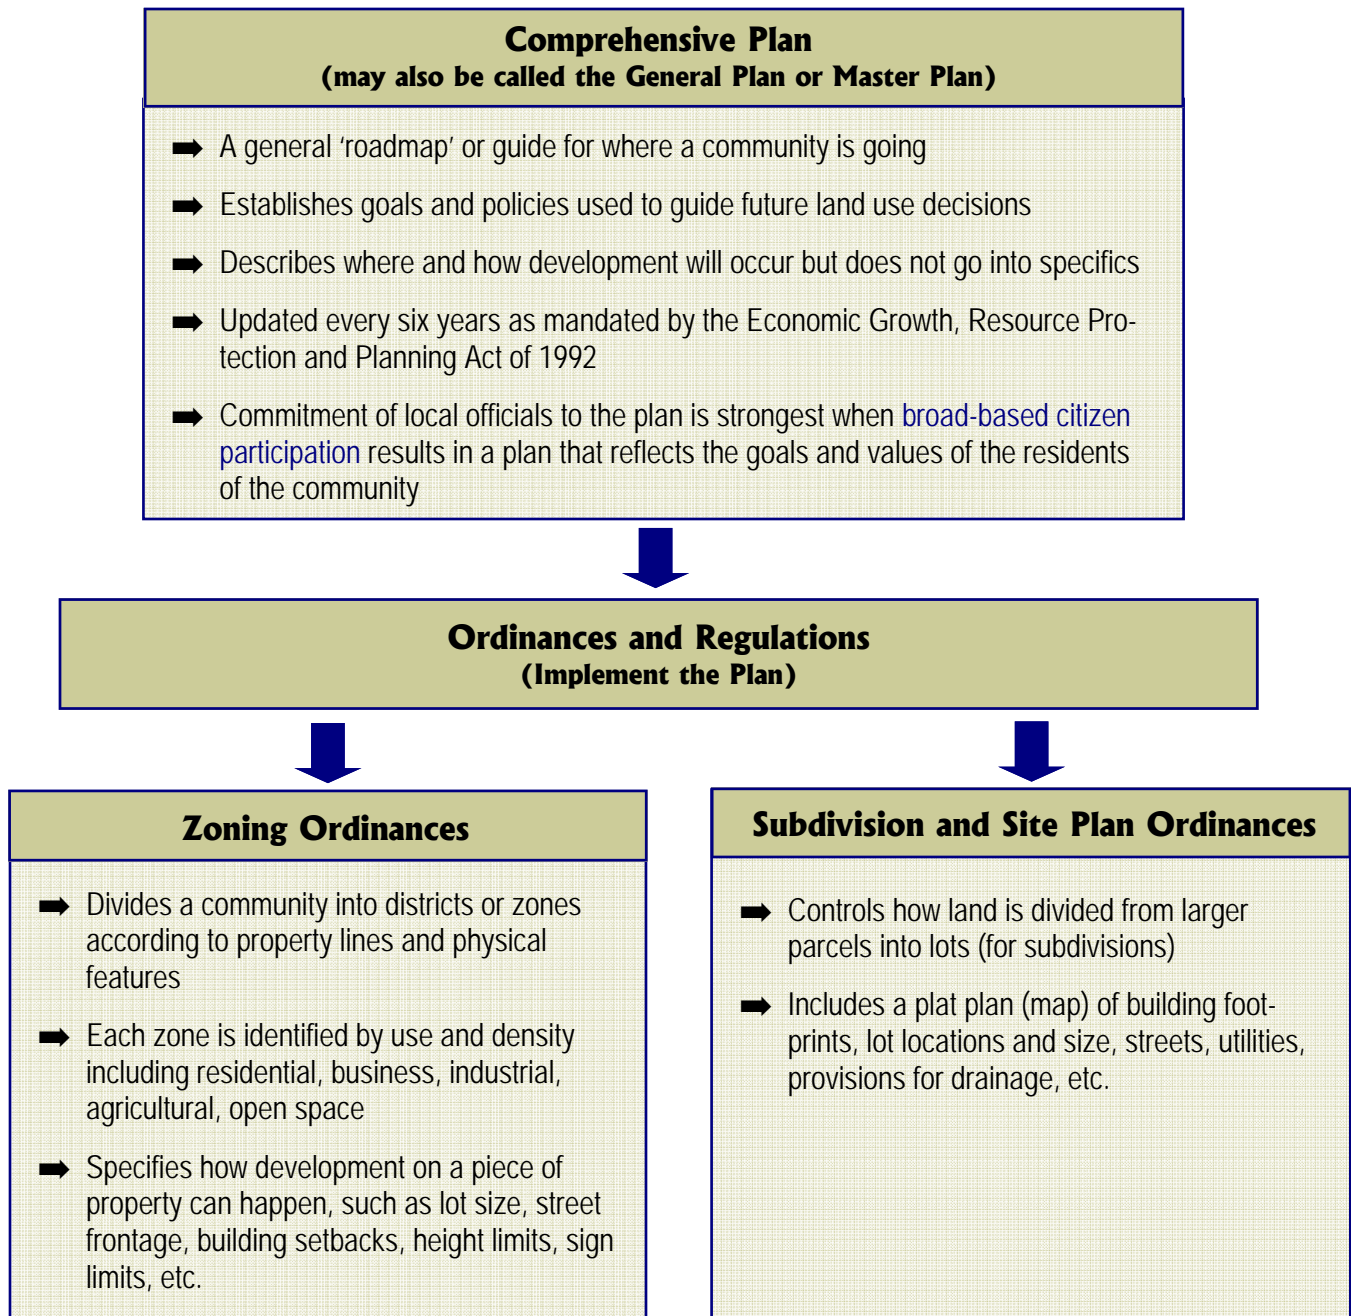 Comprehensive Plan
(may also be called the General Plan or Master Plan)
➡ A general ‘roadmap’ or guide for where a community is going
➡ Establishes goals and policies used to guide future land use decisions
➡ Describes where and how development will occur but does not go into specifics
➡ Updated every six years as mandated by the Economic Growth, Resource Pro-
tection and Planning Act of 1992
➡ Commitment of local officials to the plan is strongest when broad-based citizen
participation results in a plan that reflects the goals and values of the residents
of the community
Ordinances and Regulations
(Implement the Plan)
Zoning Ordinances
➡ Divides a community into districts or zones
according to property lines and physical
features
➡ Each zone is identified by use and density
including residential, business, industrial,
agricultural, open space
➡ Specifies how development on a piece of
property can happen, such as lot size, street
frontage, building setbacks, height limits, sign
limits, etc.
Subdivision and Site Plan Ordinances
➡ Controls how land is divided from larger
parcels into lots (for subdivisions)
➡ Includes a plat plan (map) of building foot-
prints, lot locations and size, streets, utilities,
provisions for drainage, etc.